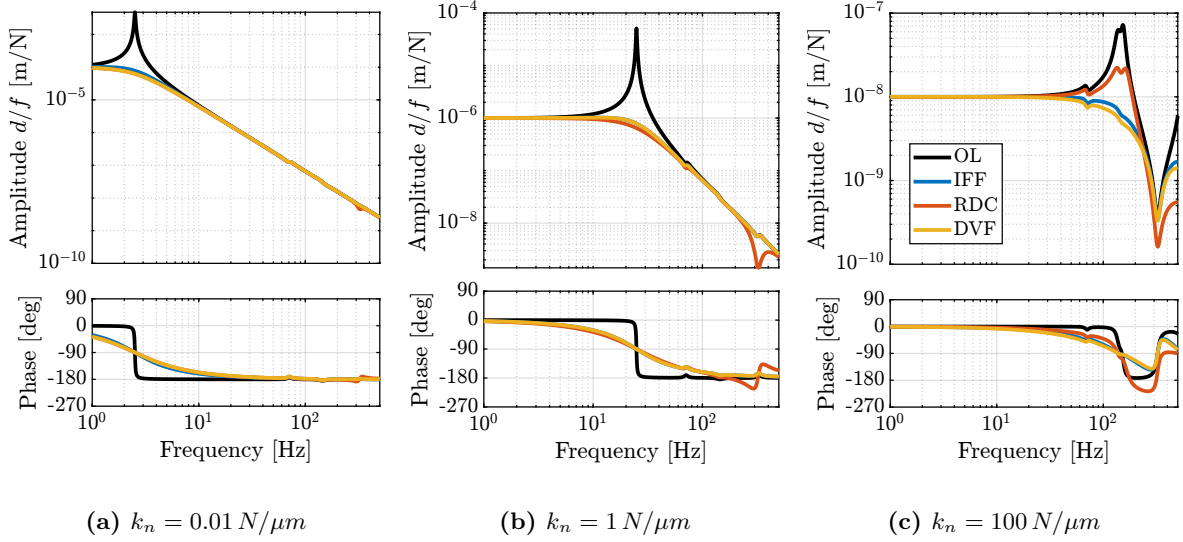 Amplitude d/f [m/N]
10^-5
10^-10
Phase [deg]
90
0
-90
-180
-270
10^0
10^1
10^2
Frequency [Hz]
(a) k_n = 0.01 N/μm
Amplitude d/f [m/N]
10^-4
10^-6
10^-8
Phase [deg]
90
0
-90
-180
-270
10^0
10^1
10^2
Frequency [Hz]
(b) k_n = 1 N/μm
Amplitude d/f [m/N]
10^-7
10^-8
10^-9
10^-10
OL
IFF
RDC
DVF
Phase [deg]
90
0
-90
-180
-270
10^0
10^1
10^2
Frequency [Hz]
(c) k_n = 100 N/μm